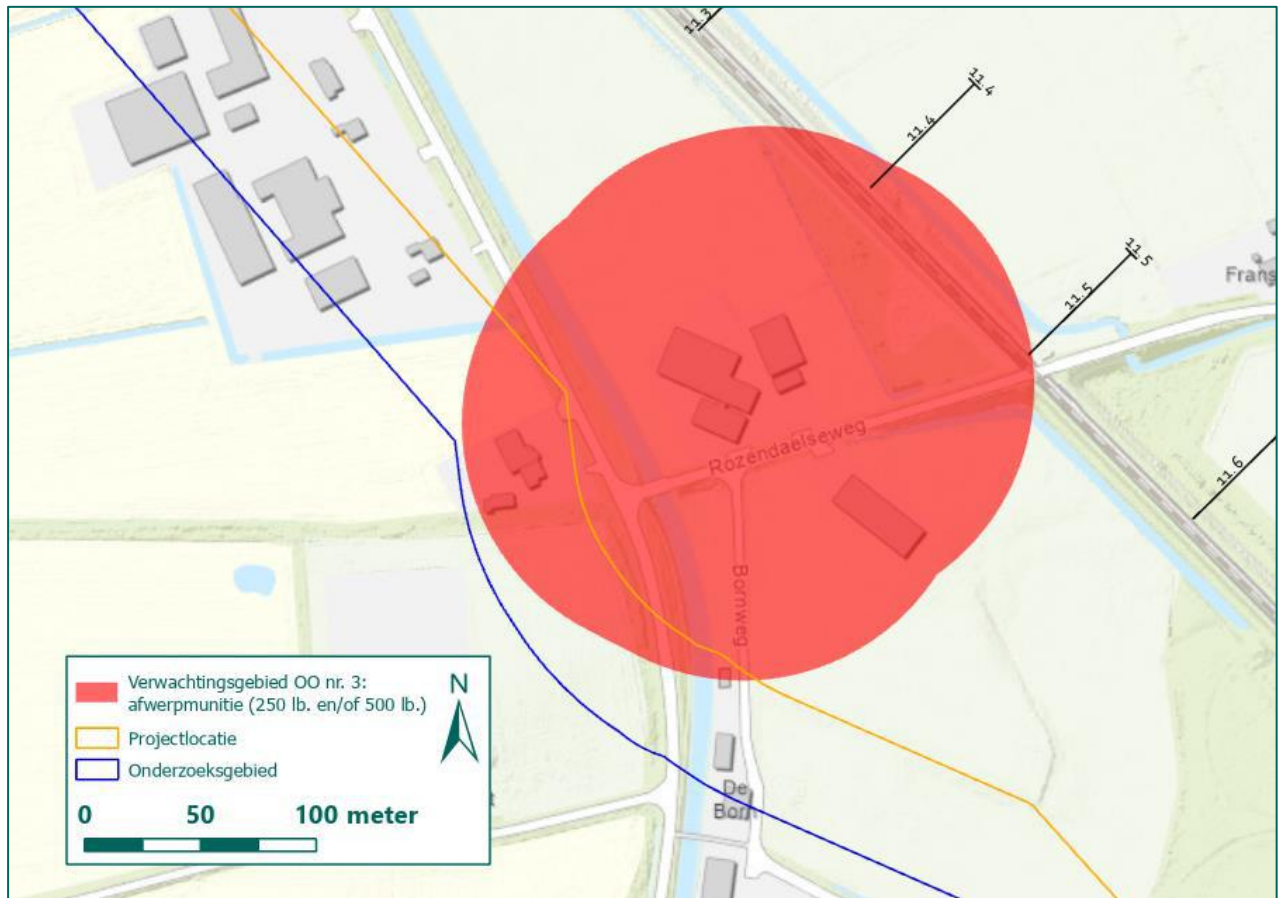 11.3
11.4
11.4
11.5
11.5
Frans
Rozendaelseweg
11.6
Bornweg
De
Born
Verwachtingsgebied OO nr. 3:
afwerpmunitie (250 lb. en/of 500 lb.)
N
Projectlocatie
Onderzoeksgebied
0 50 100 meter